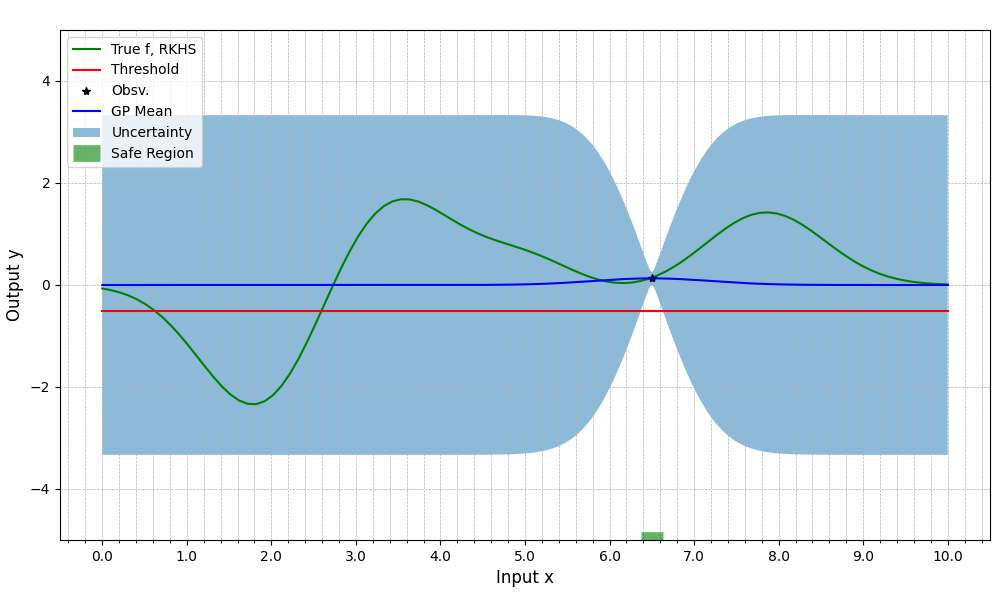 True f, RKHS
Threshold
Obsv.
GP Mean
Uncertainty
Safe Region
4
2
0
−2
−4
Output y
0.0 1.0 2.0 3.0 4.0 5.0 6.0 7.0 8.0 9.0 10.0
Input x